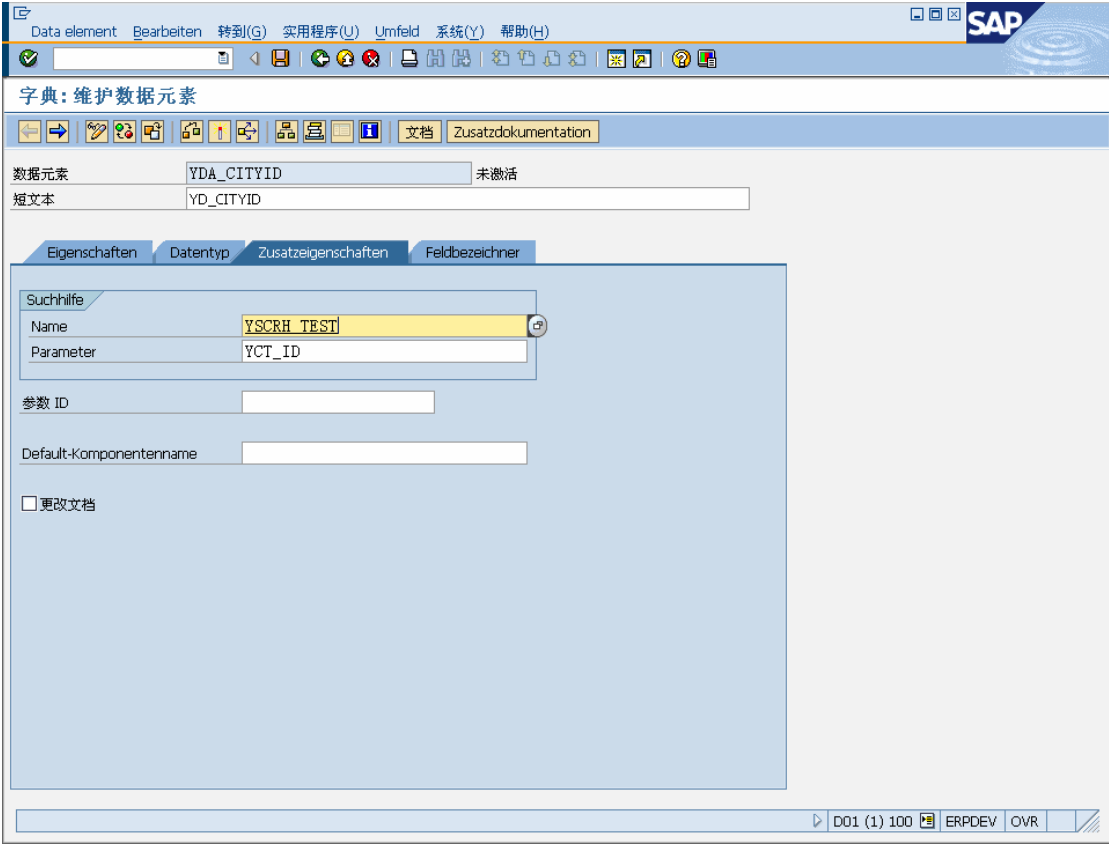 Data element Bearbeiten 转到(G) 实用程序(U) Umfeld 系统(Y) 帮助(H)
SAP
字典:维护数据元素
文档 Zusatzdokumentation
数据元素 YDA_CITYID 未激活
短文本 YD_CITYID
Eigenschaften Datentyp Zusatzeigenschaften Feldbezeichner
Suchhilfe
Name YSCRH_TEST
Parameter YCT_ID
参数 ID
Default-Komponentenname
更改文档
D01 (1) 100 ERPDEV OVR